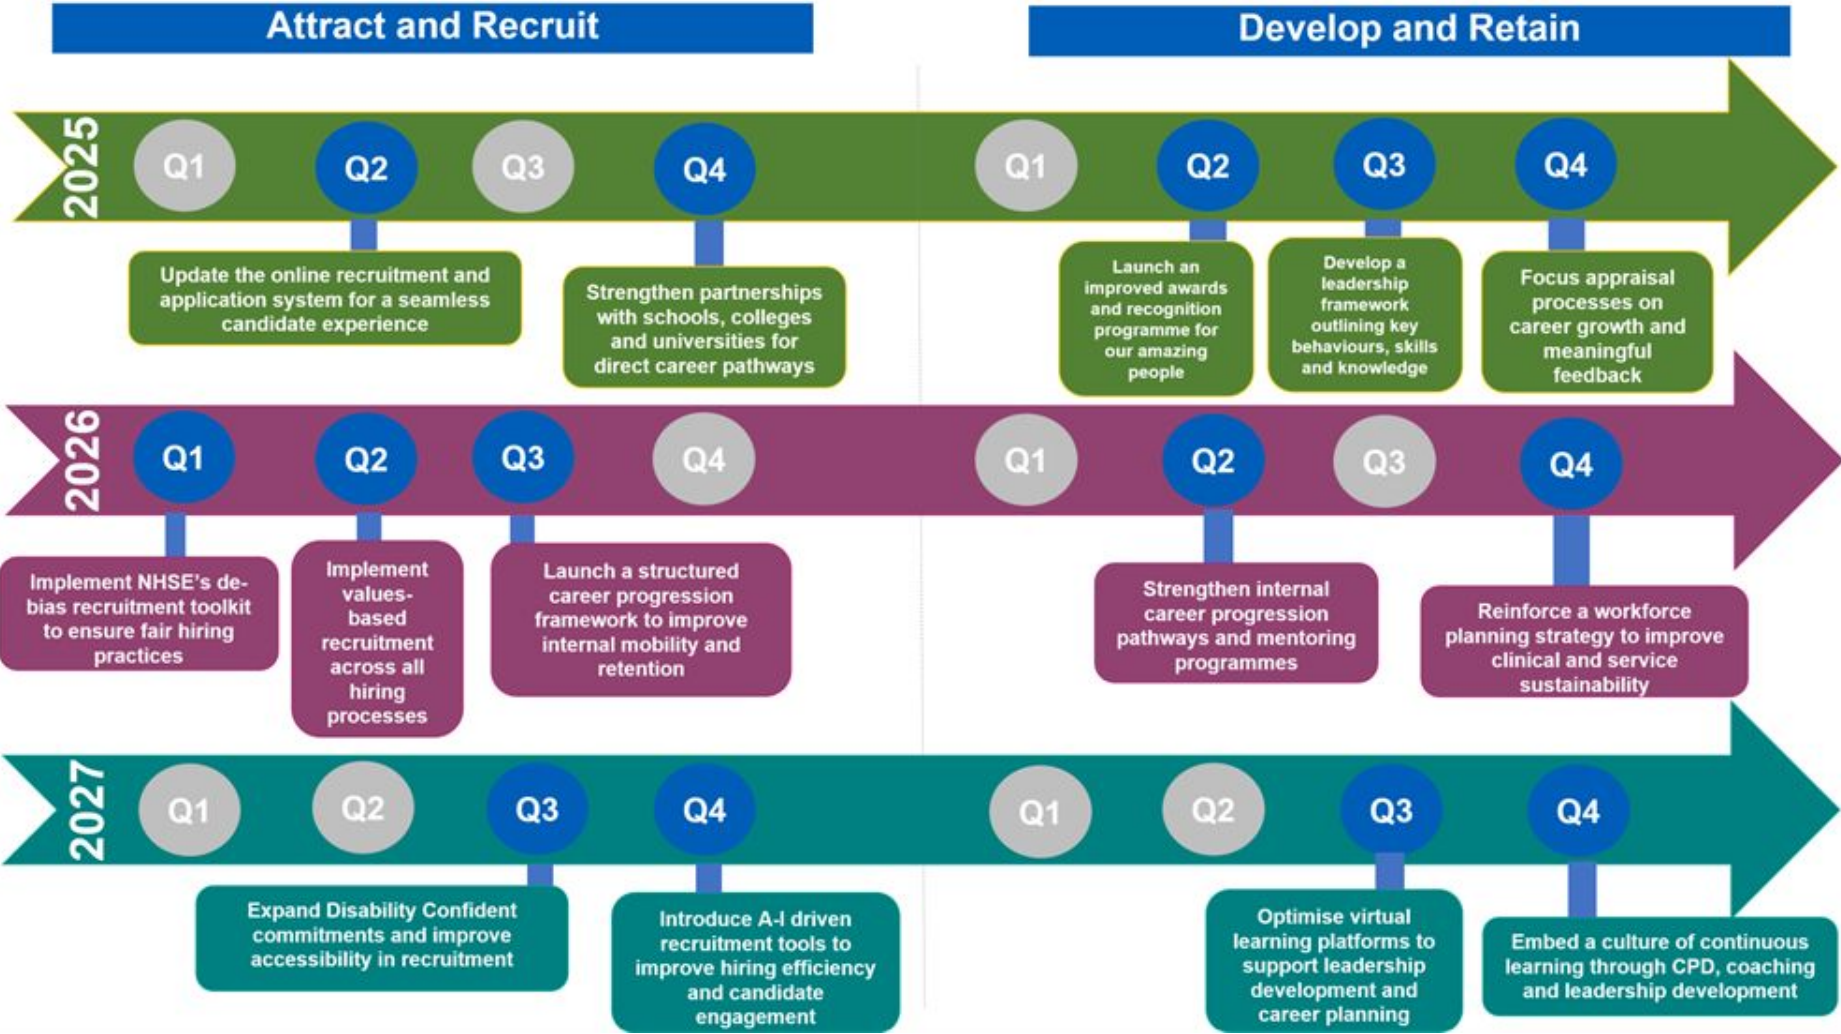 Attract and Recruit
Develop and Retain
2025
Q1
Q2
Q3
Q4
Q1
Q2
Q3
Q4
Update the online recruitment and
application system for a seamless
candidate experience
Strengthen partnerships
with schools, colleges
and universities for
direct career pathways
Launch an
improved awards
and recognition
programme for
our amazing
people
Develop a
leadership
framework
outlining key
behaviours, skills
and knowledge
Focus appraisal
processes on
career growth and
meaningful
feedback
2026
Q1
Q2
Q3
Q4
Q1
Q2
Q3
Q4
Implement NHSE's de-
bias recruitment toolkit
to ensure fair hiring
practices
Implement
values-
based
recruitment
across all
hiring
processes
Launch a structured
career progression
framework to improve
internal mobility and
retention
Strengthen internal
career progression
pathways and mentoring
programmes
Reinforce a workforce
planning strategy to improve
clinical and service
sustainability
2027
Q1
Q2
Q3
Q4
Q1
Q2
Q3
Q4
Expand Disability Confident
commitments and improve
accessibility in recruitment
Introduce A-I driven
recruitment tools to
improve hiring efficiency
and candidate
engagement
Optimise virtual
learning platforms to
support leadership
development and
career planning
Embed a culture of continuous
learning through CPD, coaching
and leadership development